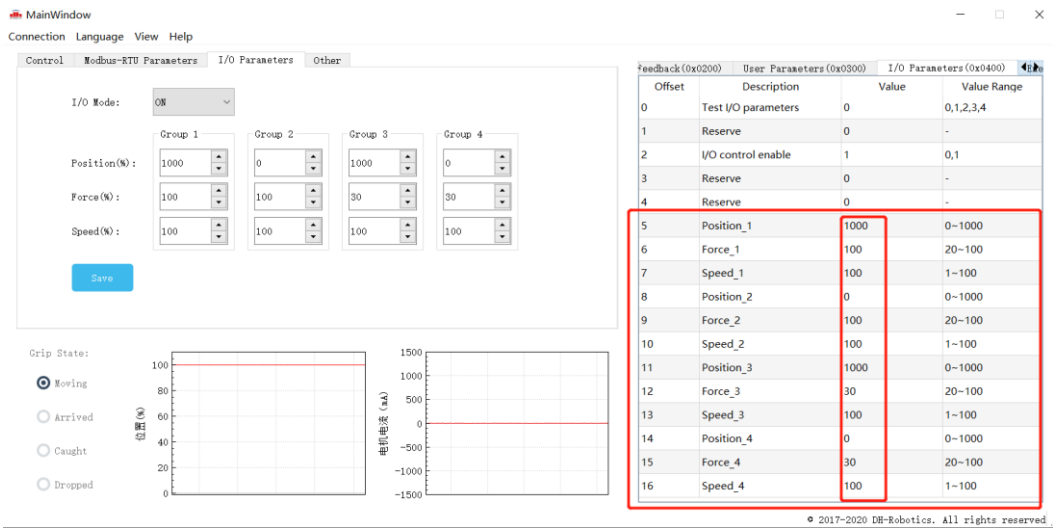 MainWindow
Connection Language View Help
Control Modbus-RTU Parameters I/O Parameters Other
I/O Mode: ON
Group 1 Group 2 Group 3 Group 4
Position(%): 1000 0 1000 0
Force(%): 100 100 30 30
Speed(%): 100 100 100 100
Save
Grip State:
Moving
Arrived
Caught
Dropped
位置(%)
100
80
60
40
20
0
电机电流 (mA)
1500
1000
500
0
-500
-1000
-1500
Feedback(0x0200) User Parameters(0x0300) I/O Parameters(0x0400)
Offset Description Value Value Range
0 Test I/O parameters 0 0,1,2,3,4
1 Reserve 0 -
2 I/O control enable 1 0,1
3 Reserve 0 -
4 Reserve 0 -
5 Position_1 1000 0~1000
6 Force_1 100 20~100
7 Speed_1 100 1~100
8 Position_2 0 0~1000
9 Force_2 100 20~100
10 Speed_2 100 1~100
11 Position_3 1000 0~1000
12 Force_3 30 20~100
13 Speed_3 100 1~100
14 Position_4 0 0~1000
15 Force_4 30 20~100
16 Speed_4 100 1~100
© 2017-2020 DH-Robotics. All rights reserved